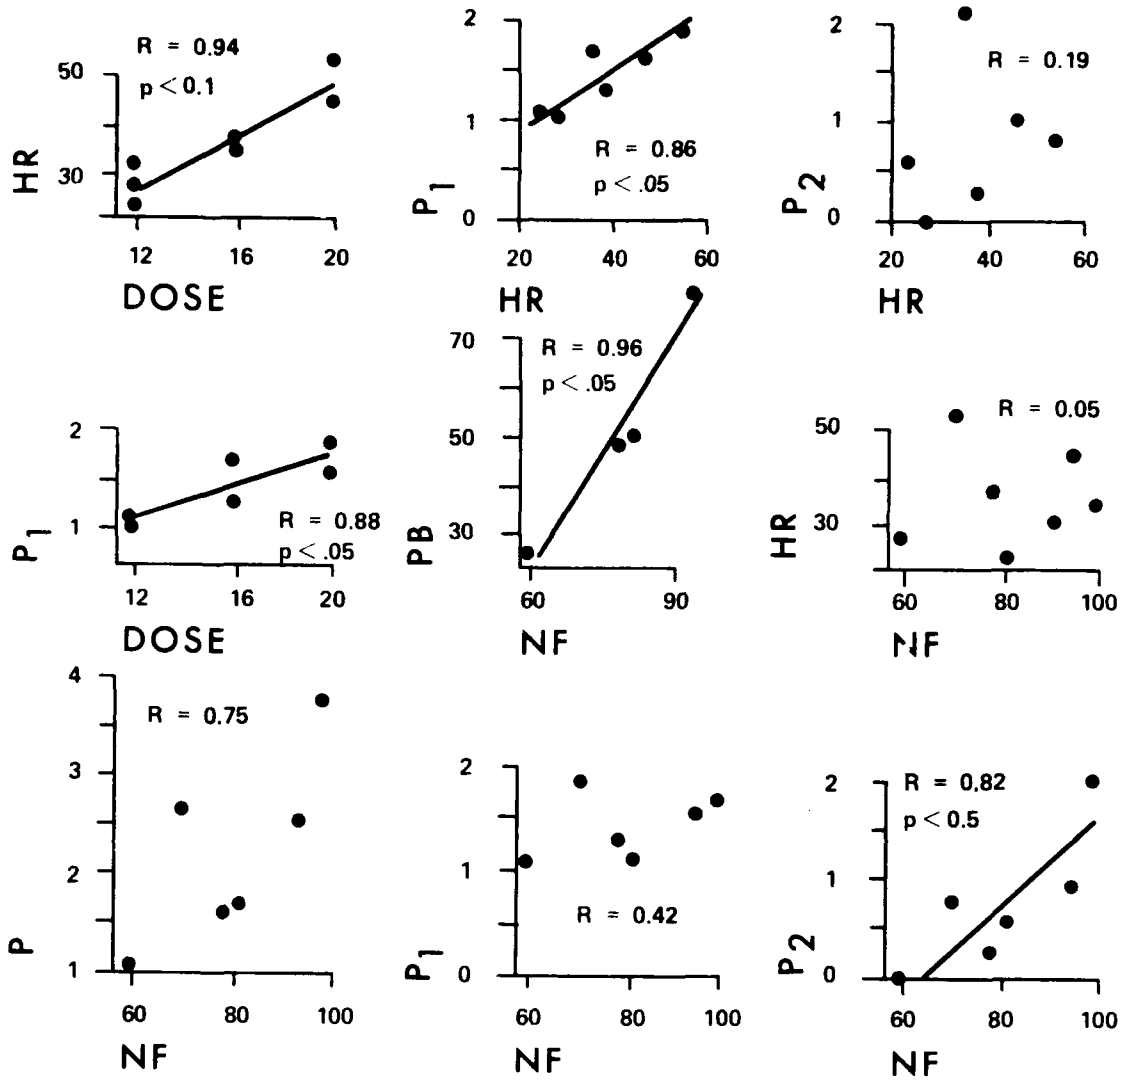 R = 0.94
p < 0.1
50
30
HR
12 16 20
DOSE
2
1
0
P1
R = 0.86
p < .05
20 40 60
HR
2
1
0
P2
R = 0.19
20 40 60
HR
2
1
P1
R = 0.88
p < .05
12 16 20
DOSE
70
50
30
PB
R = 0.96
p < .05
60 90
NF
50
30
HR
R = 0.05
60 80 100
NF
4
3
2
1
P
R = 0.75
60 80 100
NF
2
1
0
P1
R = 0.42
60 80 100
NF
2
1
0
P2
R = 0.82
p < 0.5
60 80 100
NF